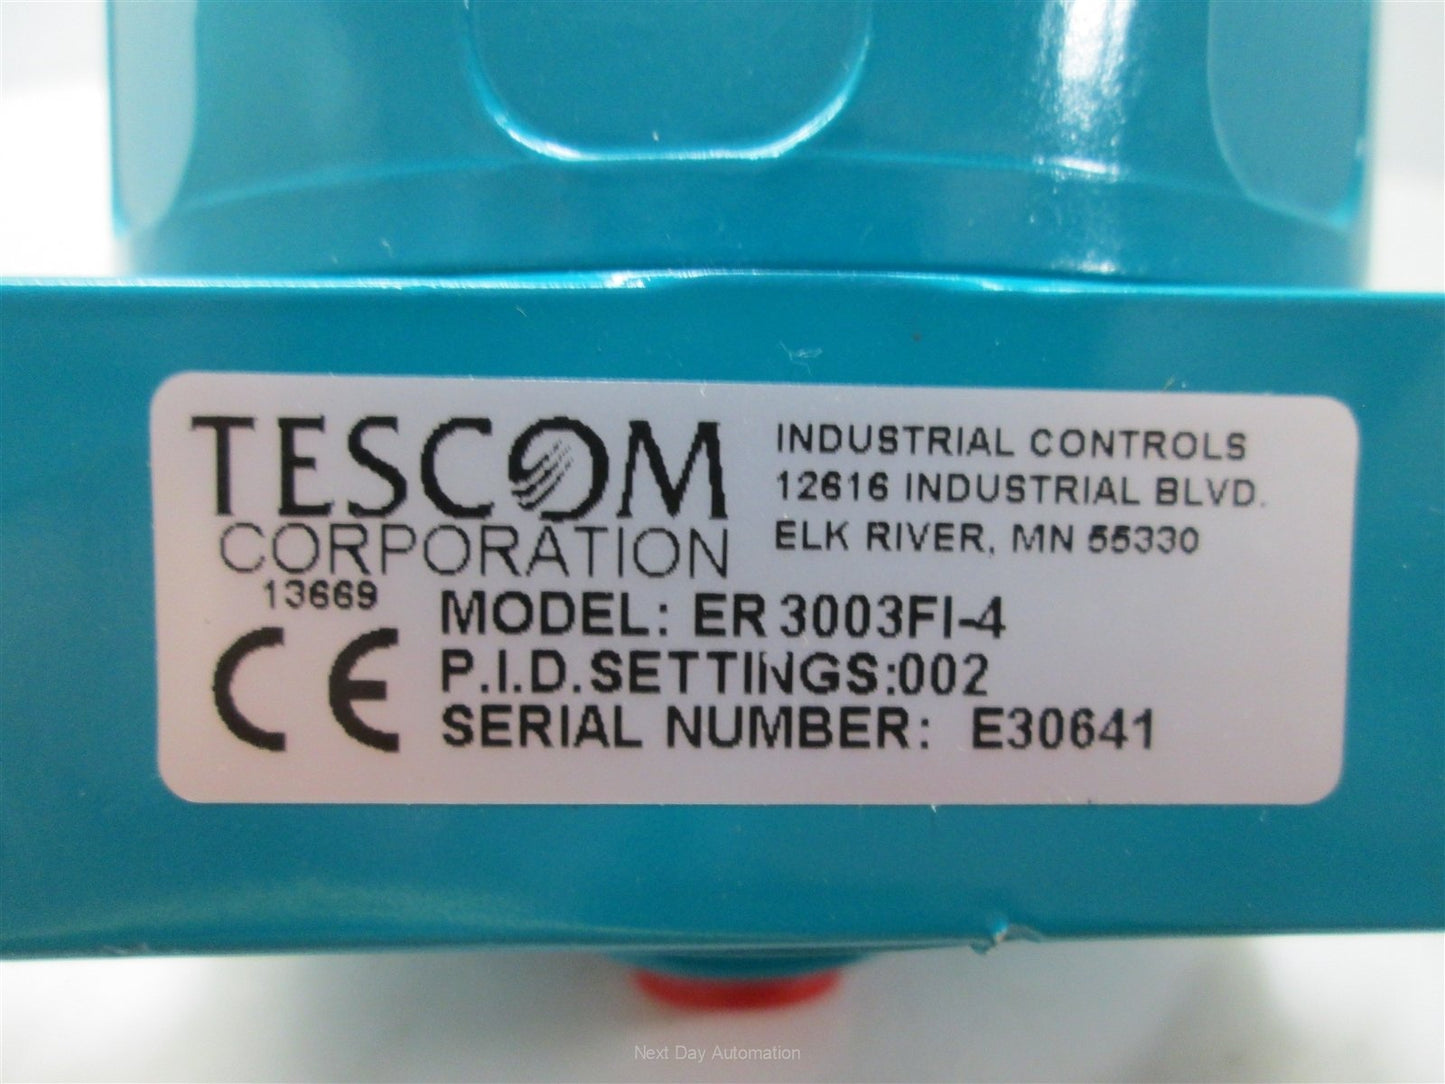 TESCOM
CORPORATION
INDUSTRIAL CONTROLS
12616 INDUSTRIAL BLVD.
ELK RIVER, MN 55330
13669
CE
MODEL: ER 3003FI-4
P.I.D.SETTINGS:002
SERIAL NUMBER: E30641
Next Day Automation